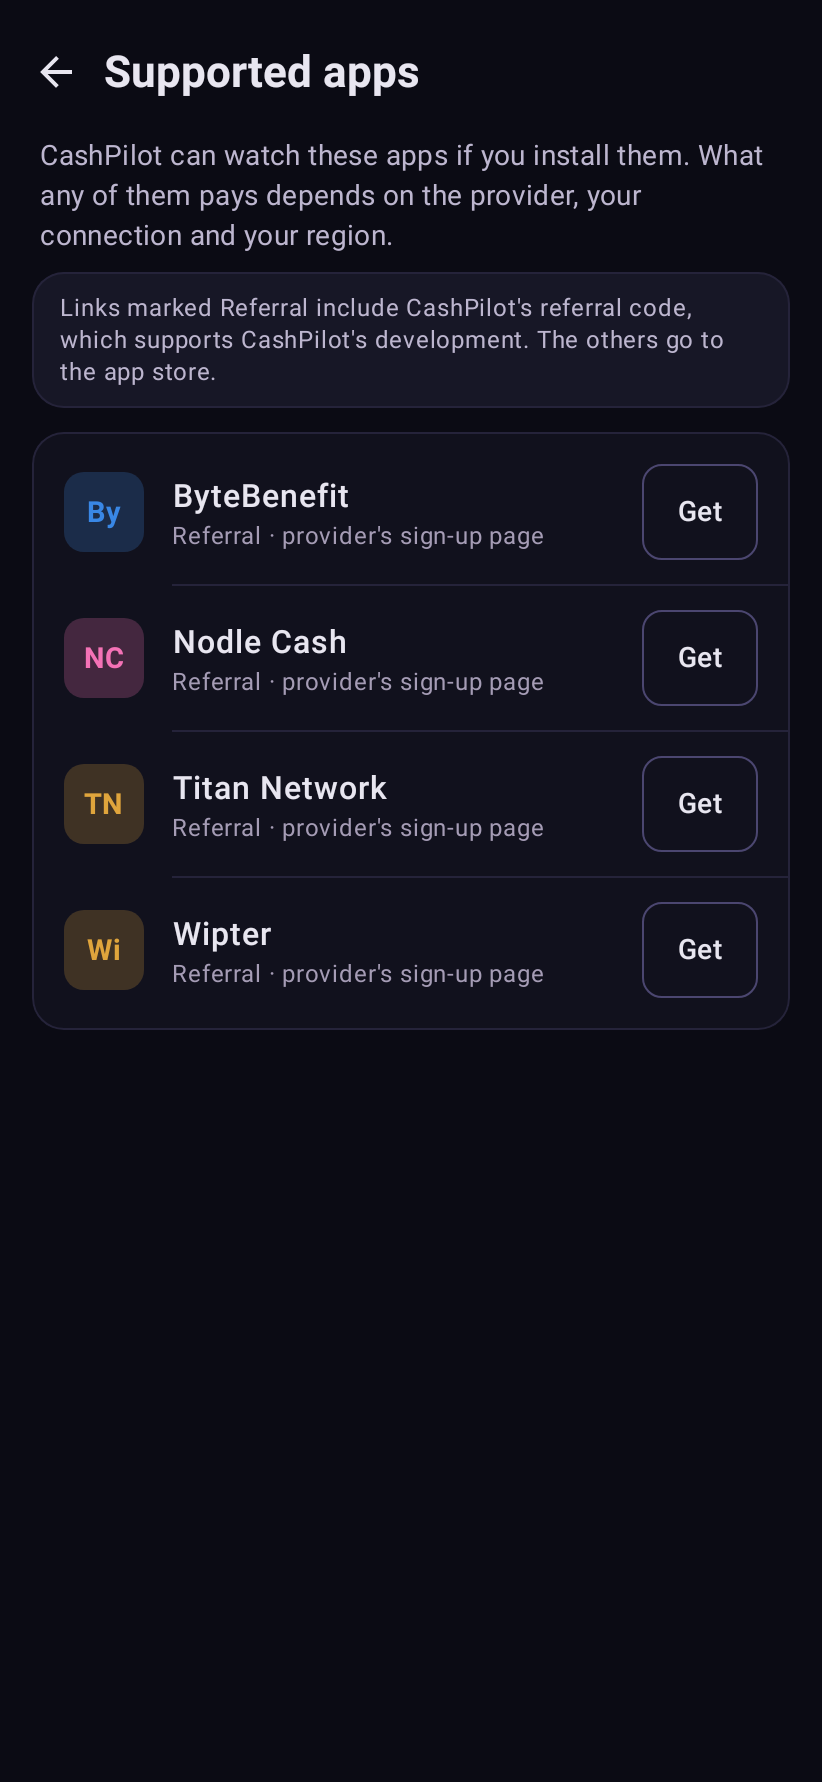 Supported apps
CashPilot can watch these apps if you install them. What
any of them pays depends on the provider, your
connection and your region.
Links marked Referral include CashPilot's referral code,
which supports CashPilot's development. The others go to
the app store.
By
ByteBenefit
Referral · provider's sign-up page
Get
NC
Nodle Cash
Referral · provider's sign-up page
Get
TN
Titan Network
Referral · provider's sign-up page
Get
Wi
Wipter
Referral · provider's sign-up page
Get